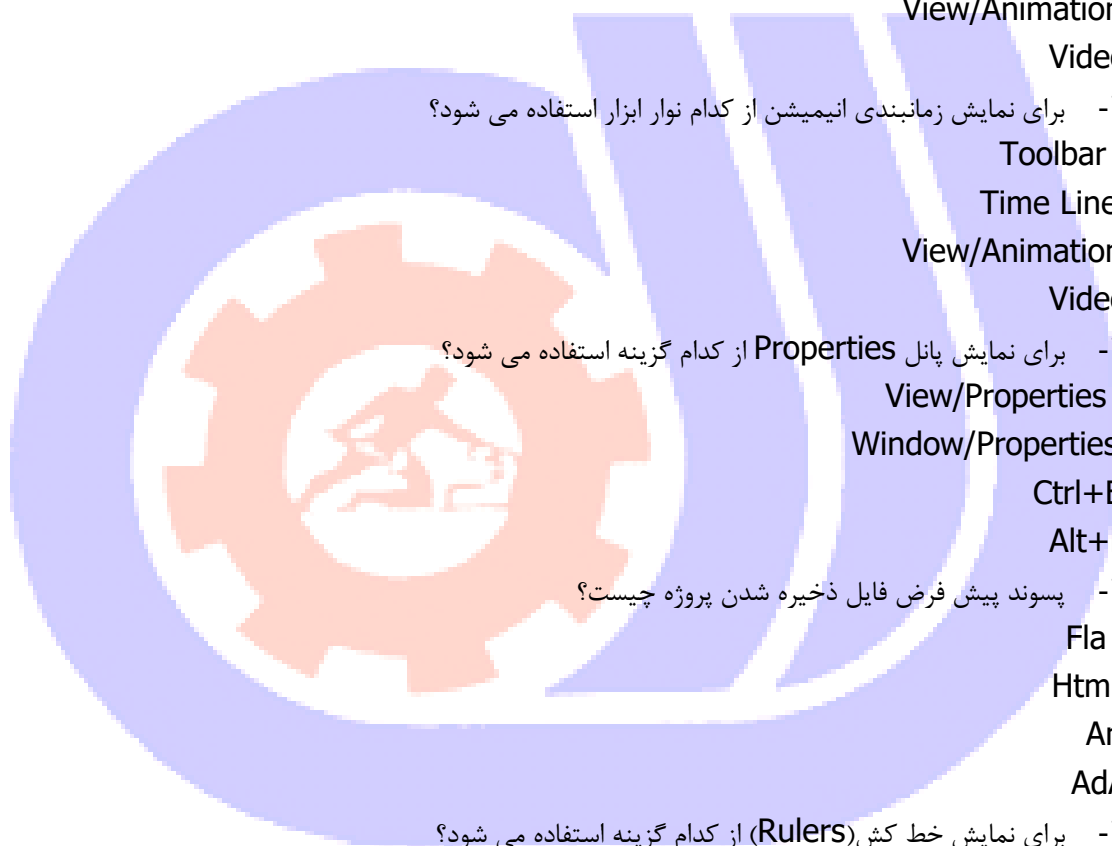 View/Animation
Video
- برای نمایش زمانبندی انیمیشن از کدام نوار ابزار استفاده می شود؟
Toolbar
Time Line
View/Animation
Video
- برای نمایش پانل Properties از کدام گزینه استفاده می شود؟
View/Properties
Window/Properties
Alt+
- پسوند پیش فرض فایل ذخیره شدن پروژه چیست؟
Fla
- برای نمایش خط کش(Rulers) از کدام گزینه استفاده می شود؟